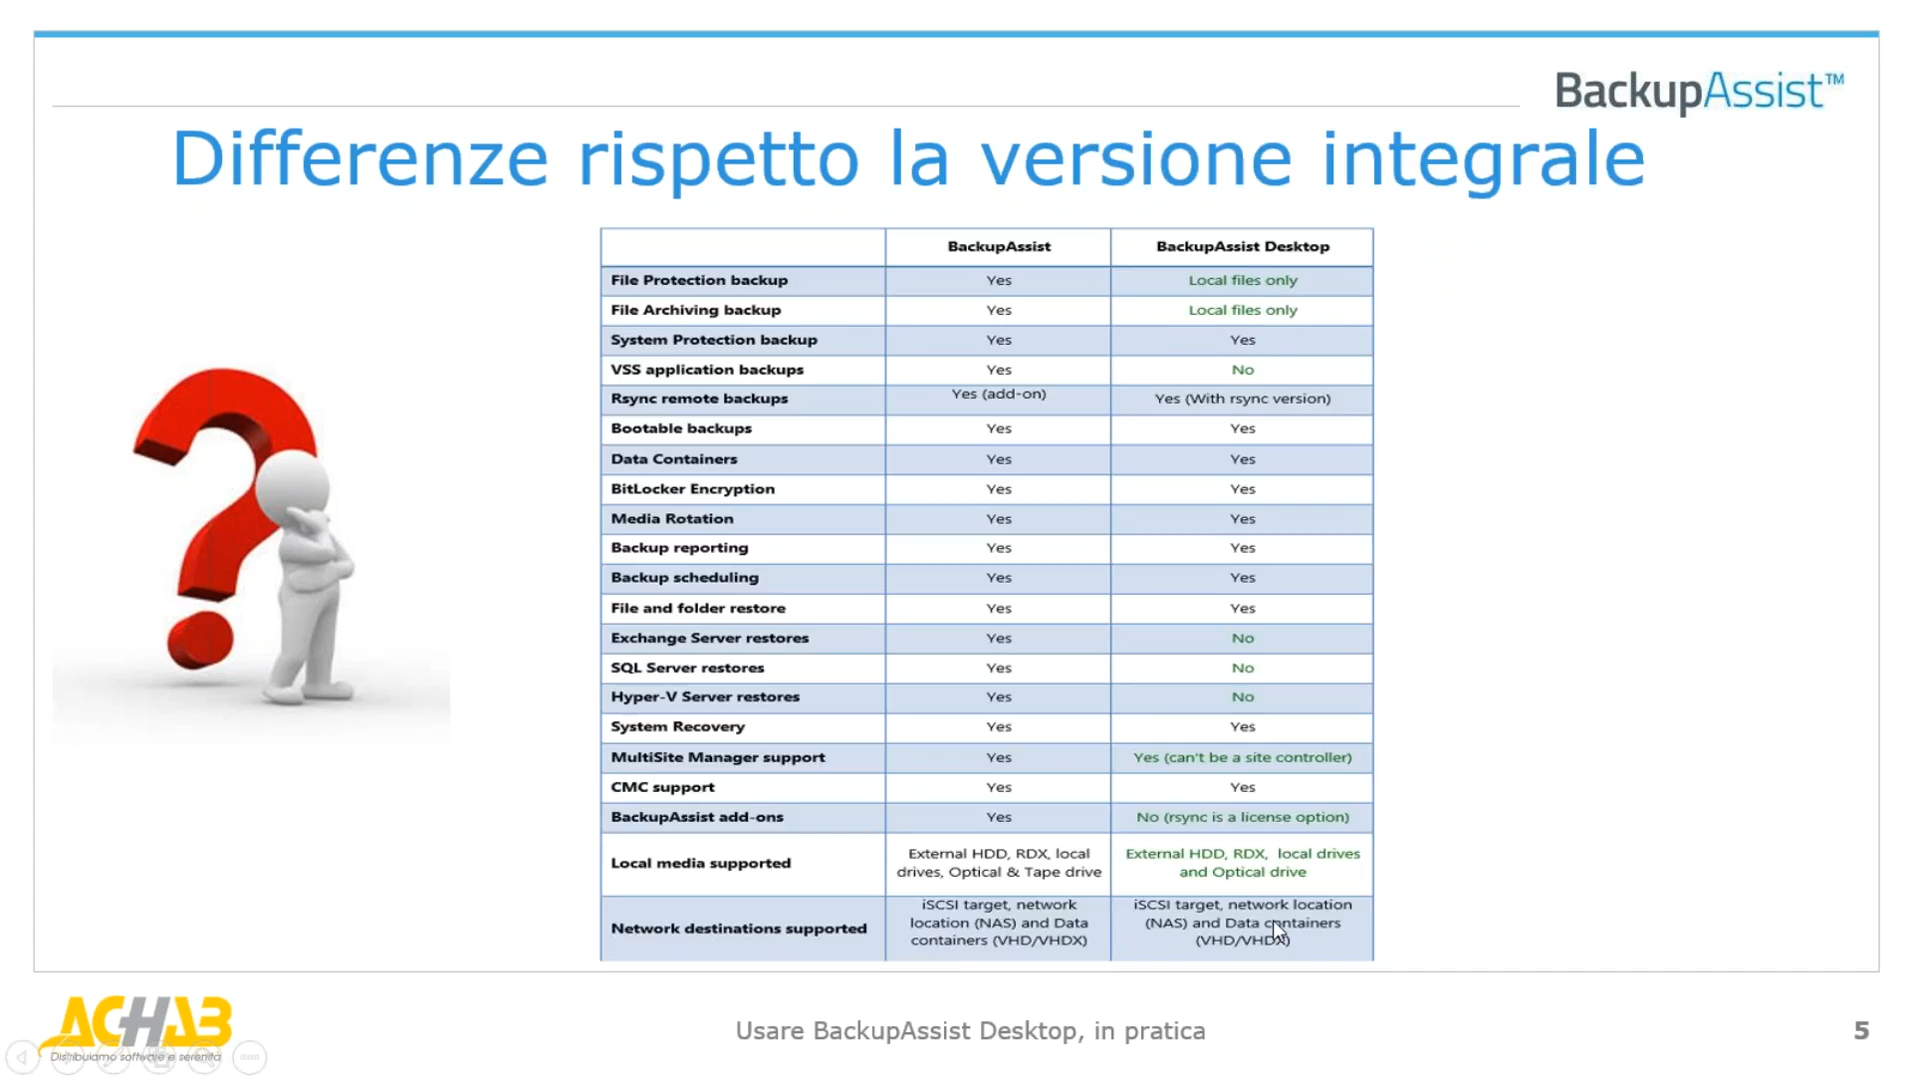 BackupAssist™
Differenze rispetto la versione integrale
BackupAssist BackupAssist Desktop
File Protection backup Yes Local files only
File Archiving backup Yes Local files only
System Protection backup Yes Yes
VSS application backups Yes No
Rsync remote backups Yes (add-on) Yes (With rsync version)
Bootable backups Yes Yes
Data Containers Yes Yes
BitLocker Encryption Yes Yes
Media Rotation Yes Yes
Backup reporting Yes Yes
Backup scheduling Yes Yes
File and folder restore Yes Yes
Exchange Server restores Yes No
SQL Server restores Yes No
Hyper-V Server restores Yes No
System Recovery Yes Yes
MultiSite Manager support Yes Yes (can't be a site controller)
CMC support Yes Yes
BackupAssist add-ons Yes No (rsync is a license option)
Local media supported
External HDD, RDX, local
drives, Optical & Tape drive
External HDD, RDX, local drives
and Optical drive
Network destinations supported
iSCSI target, network
location (NAS) and Data
containers (VHD/VHDX)
iSCSI target, network location
(NAS) and Data containers
(VHD/VHDX)
ACHAB
Distribuiamo software e serenità
Usare BackupAssist Desktop, in pratica
5